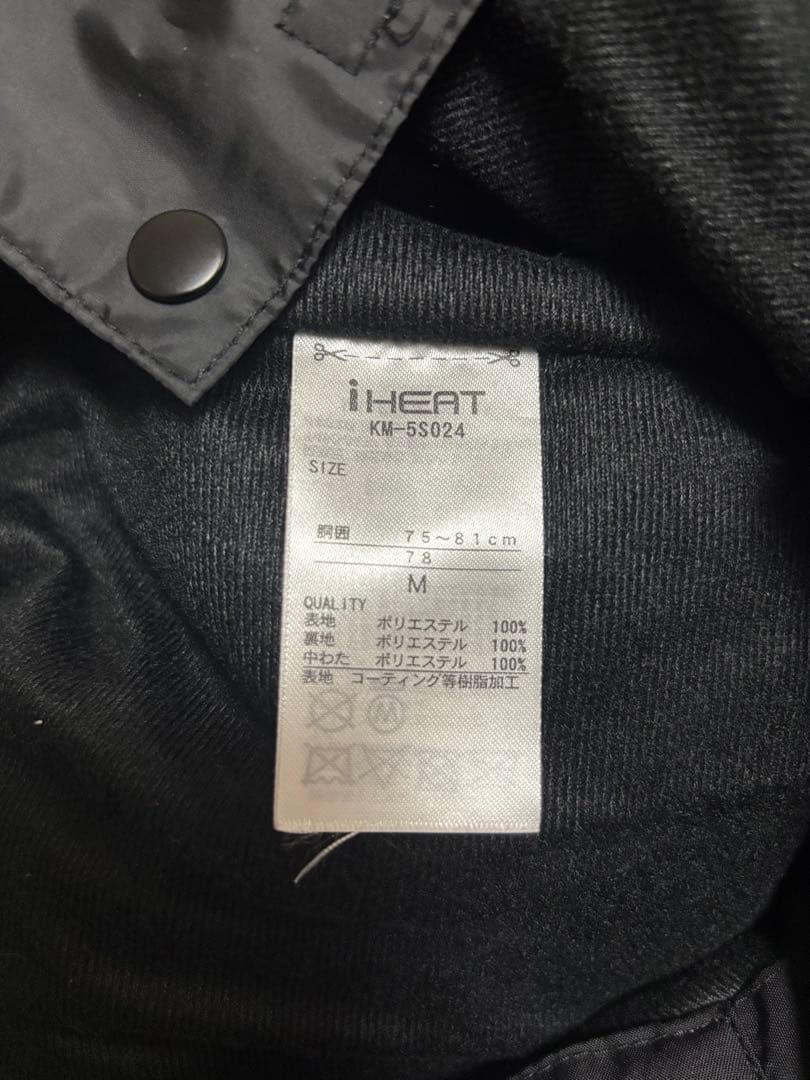 iHEAT
KM-5S024
SIZE
胴囲 75~81cm
78
M
QUALITY
表地 ポリエステル 100%
裏地 ポリエステル 100%
中わた ポリエステル 100%
表地 コーティング等樹脂加工